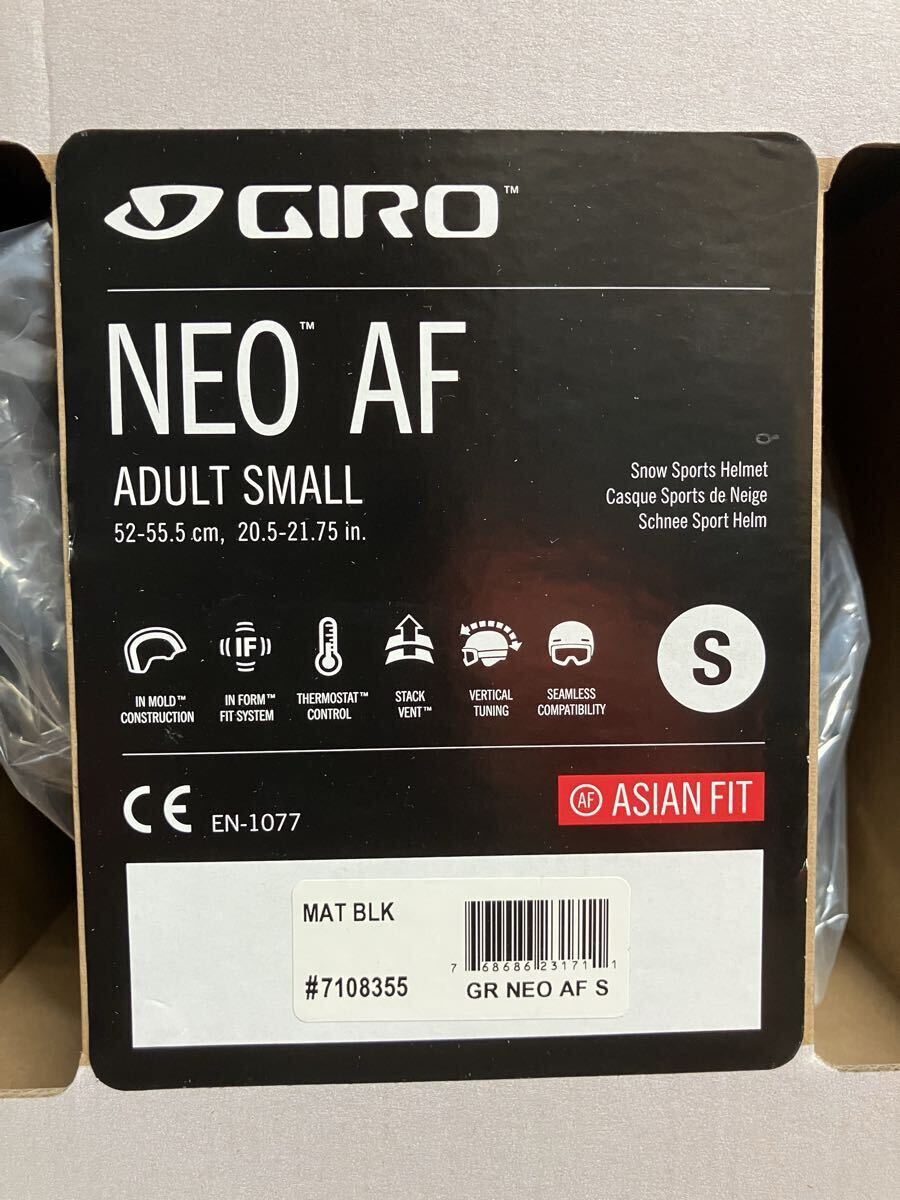 GIRO™
NEO™ AF
ADULT SMALL
52-55.5 cm, 20.5-21.75 in.
Snow Sports Helmet
Casque Sports de Neige
Schnee Sport Helm
IN MOLD™
CONSTRUCTION
IF
IN FORM™
FIT SYSTEM
THERMOSTAT™
CONTROL
STACK
VENT™
VERTICAL
TUNING
SEAMLESS
COMPATIBILITY
S
CE EN-1077
AF ASIAN FIT
MAT BLK
7 68686 23171 1
#7108355
GR NEO AF S